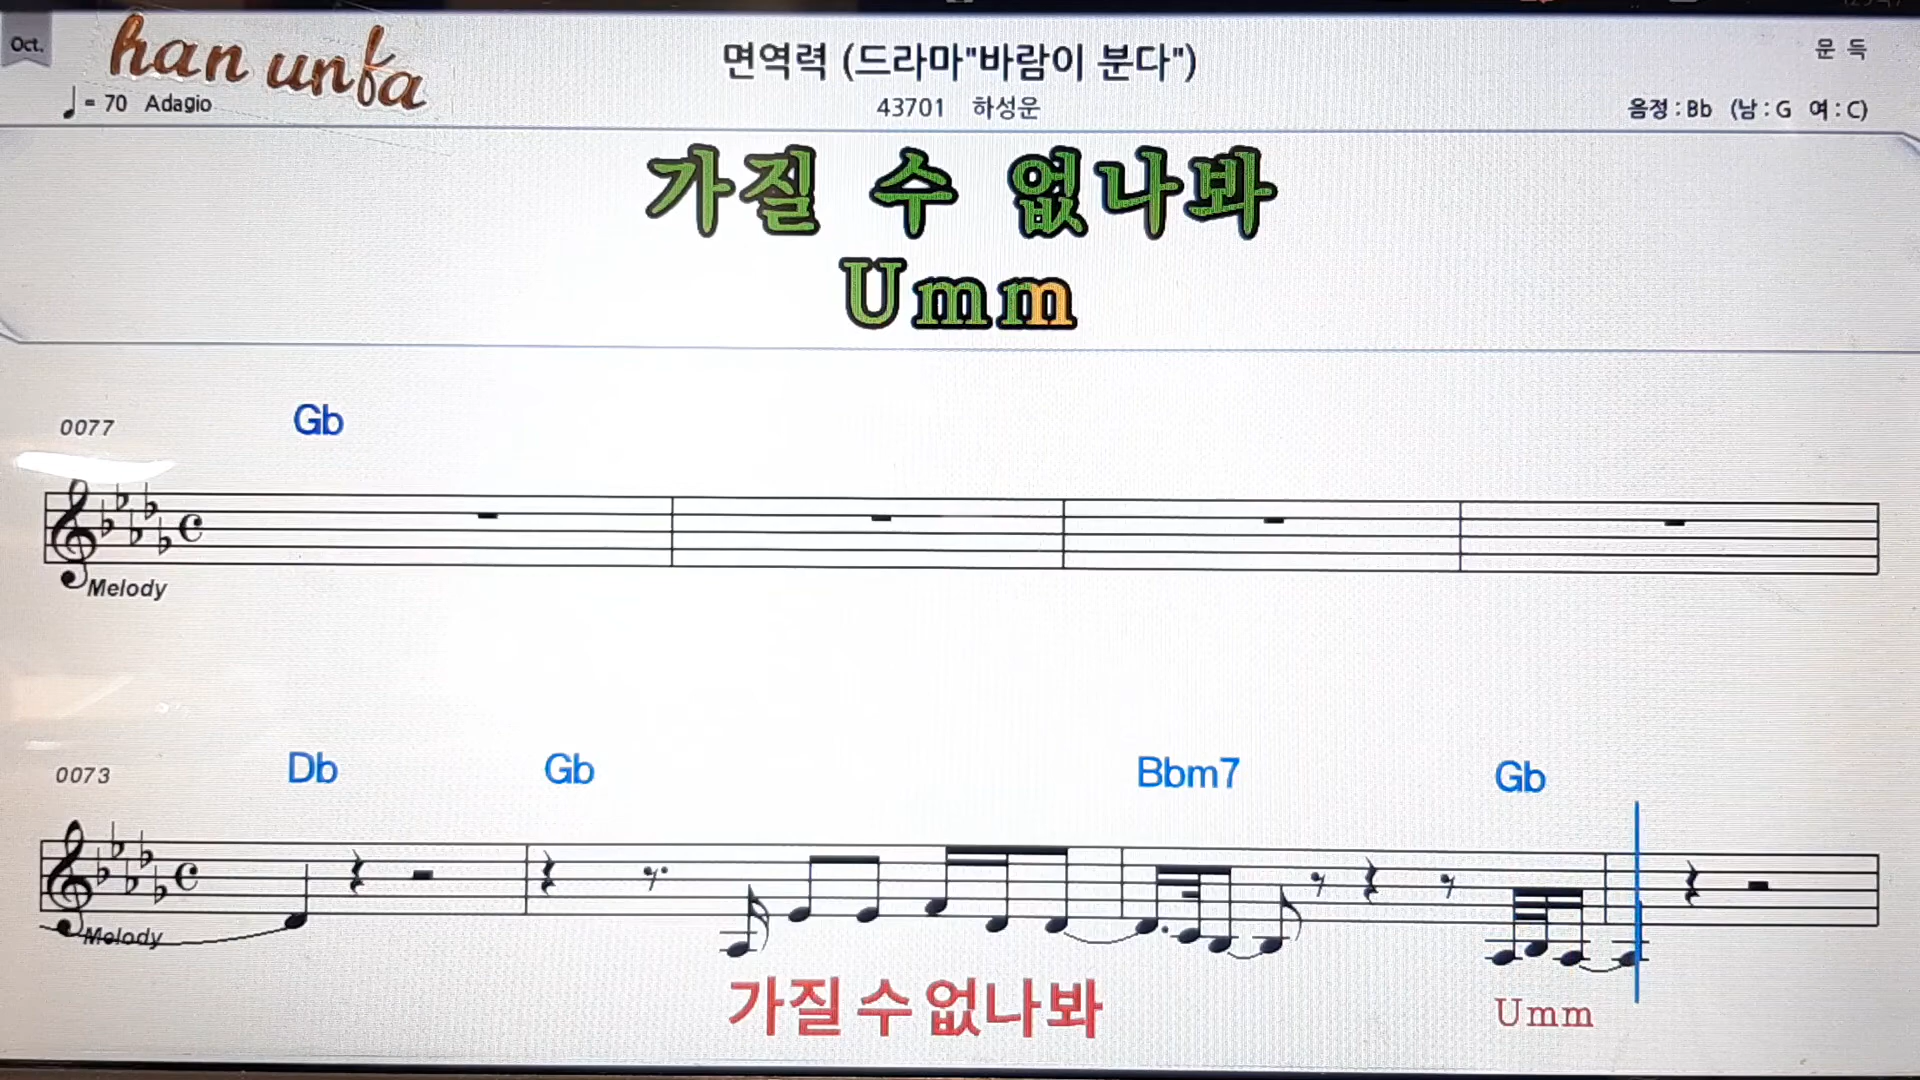 Oct.
han unfa
면역력 (드라마"바람이 분다")
문 득
= 70 Adagio
43701 하성운
음정 : Bb (남 : G 여 : C)
가질 수 없나봐
Umm
0077
Gb
Melody
0073
Db Gb Bbm7 Gb
Melody
가질 수 없나봐
Umm